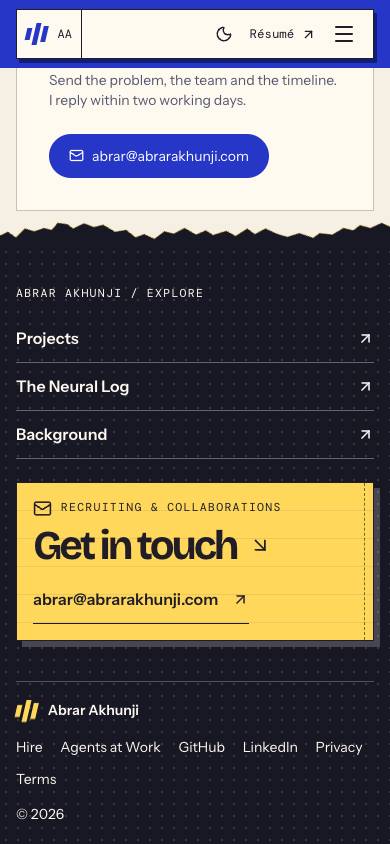 AA
Résumé
Send the problem, the team and the timeline.
I reply within two working days.
abrar@abrarakhunji.com
ABRAR AKHUNJI / EXPLORE
Projects
The Neural Log
Background
RECRUITING & COLLABORATIONS
Get in touch
abrar@abrarakhunji.com
Abrar Akhunji
Hire Agents at Work GitHub LinkedIn Privacy
Terms
© 2026